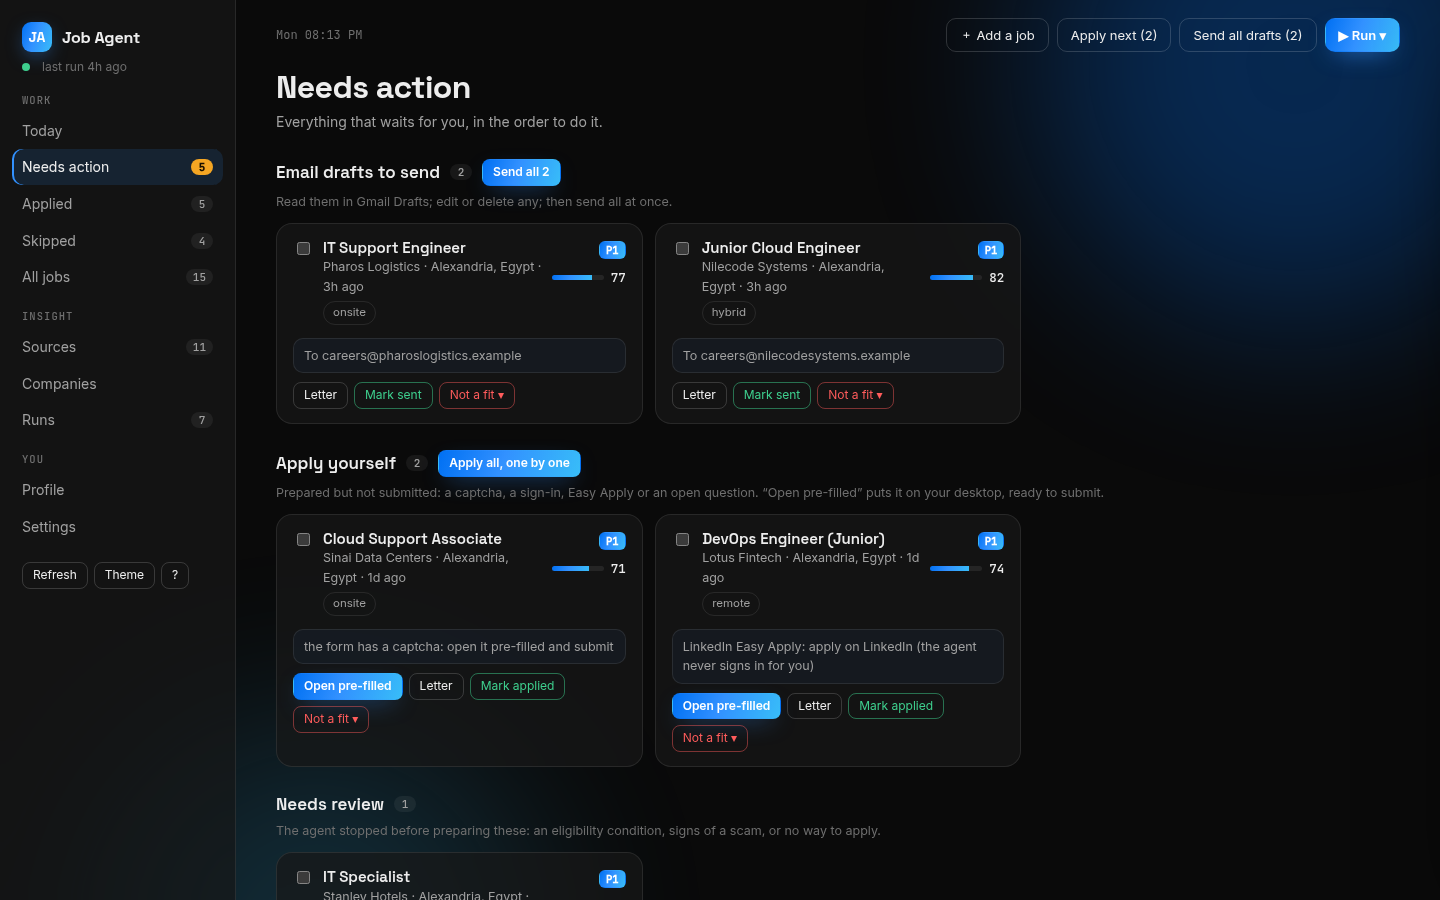 JA Job Agent
last run 4h ago
WORK
Today
Needs action 5
Applied 5
Skipped 4
All jobs 15
INSIGHT
Sources 11
Companies
Runs 7
YOU
Profile
Settings
Refresh Theme ?
Mon 08:13 PM
+ Add a job Apply next (2) Send all drafts (2) ▶ Run ▾
Needs action
Everything that waits for you, in the order to do it.
Email drafts to send 2 Send all 2
Read them in Gmail Drafts; edit or delete any; then send all at once.
IT Support Engineer P1
Pharos Logistics · Alexandria, Egypt ·
3h ago
77
onsite
To careers@pharoslogistics.example
Letter Mark sent Not a fit ▾
Junior Cloud Engineer P1
Nilecode Systems · Alexandria,
Egypt · 3h ago
82
hybrid
To careers@nilecodesystems.example
Letter Mark sent Not a fit ▾
Apply yourself 2 Apply all, one by one
Prepared but not submitted: a captcha, a sign-in, Easy Apply or an open question. “Open pre-filled” puts it on your desktop, ready to submit.
Cloud Support Associate P1
Sinai Data Centers · Alexandria,
Egypt · 1d ago
71
onsite
the form has a captcha: open it pre-filled and submit
Open pre-filled Letter Mark applied
Not a fit ▾
DevOps Engineer (Junior) P1
Lotus Fintech · Alexandria, Egypt · 1d
ago
74
remote
LinkedIn Easy Apply: apply on LinkedIn (the agent
never signs in for you)
Open pre-filled Letter Mark applied
Not a fit ▾
Needs review 1
The agent stopped before preparing these: an eligibility condition, signs of a scam, or no way to apply.
IT Specialist P1
Stanley Hotels · Alexandria, Egypt ·